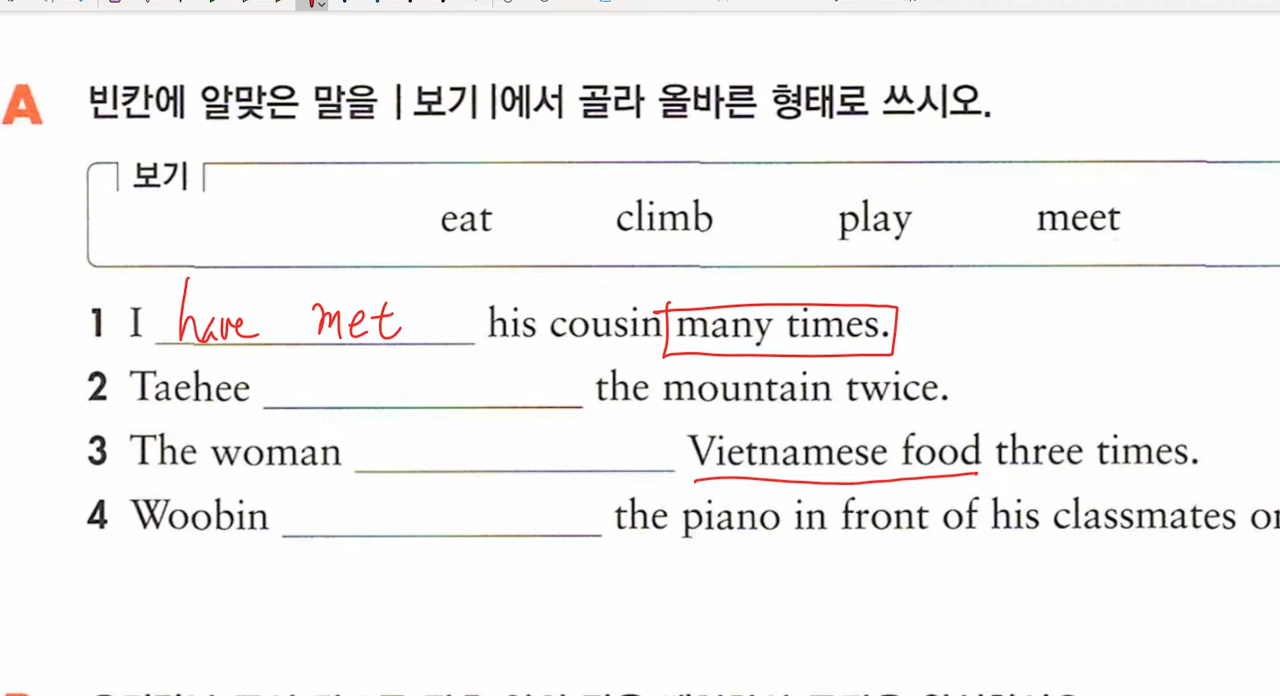 A 빈칸에 알맞은 말을 | 보기 |에서 골라 올바른 형태로 쓰시오.
보기
eat climb play meet
1 I have met his cousin many times.
2 Taehee ____________ the mountain twice.
3 The woman ____________ Vietnamese food three times.
4 Woobin ____________ the piano in front of his classmates